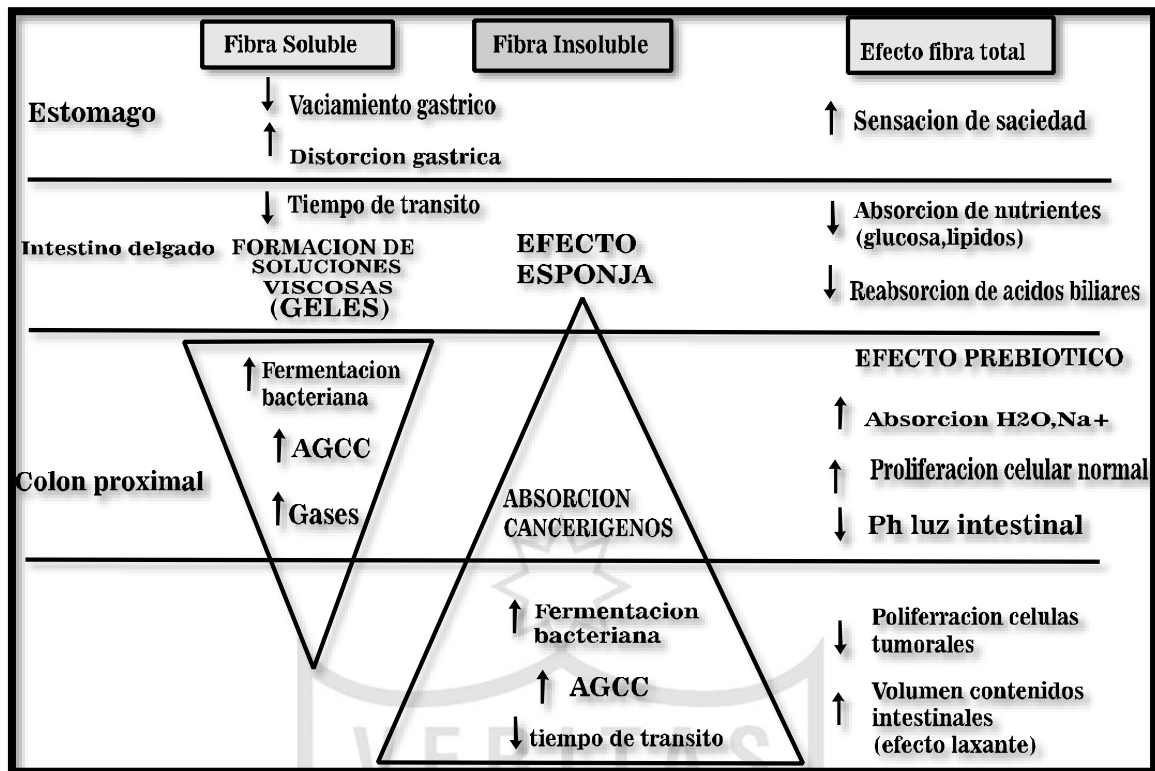 Fibra Soluble
Fibra Insoluble
Efecto fibra total
Estomago
↓ Vaciamiento gastrico
↑ Distorcion gastrica
↑ Sensacion de saciedad
Intestino delgado
↓ Tiempo de transito
FORMACION DE
SOLUCIONES
VISCOSAS
(GELES)
EFECTO
ESPONJA
↓ Absorcion de nutrientes
(glucosa,lipidos)
↓ Reabsorcion de acidos biliares
Colon proximal
↑ Fermentacion
bacteriana
↑ AGCC
↑ Gases
ABSORCION
CANCERIGENOS
EFECTO PREBIOTICO
↑ Absorcion H2O,Na+
↑ Proliferacion celular normal
↓ Ph luz intestinal
↑ Fermentacion
bacteriana
↑ AGCC
↓ tiempo de transito
↓ Poliferracion celulas
tumorales
↑ Volumen contenidos
intestinales
(efecto laxante)
VERITAS